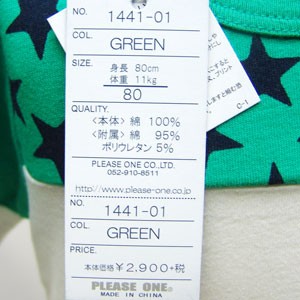 NO. 1441-01
COL. GREEN
SIZE. 身長 80cm
体重 11kg
80
QUALITY.
〈本体〉綿 100%
〈附属〉綿 95%
ポリウレタン 5%
PLEASE ONE CO.,LTD.
052-910-8511
http://www.please-one.co.jp
NO. 1441-01
COL. GREEN
PRICE.
本体価格 ¥2,900+税
PLEASE ONE.
MADE IN CHINA
C-1